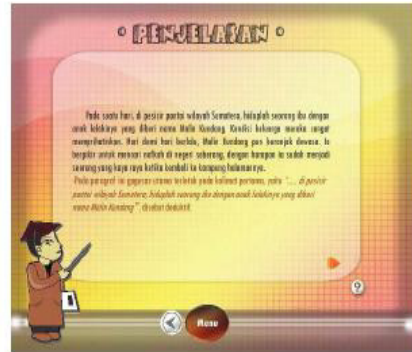 PENJELASAN
Pada suatu hari, di pesisir pantai wilayah Sumatera, hiduplah seorang ibu dengan
anak lelakinya yang diberi nama Malin Kundang. Kondisi keluarga mereka sangat
memprihatinkan. Hari demi hari berlalu, Malin Kundang pun beranjak dewasa. Ia
berpikir untuk mencari nafkah di negeri seberang, dengan harapan ia sudah menjadi
seorang yang kaya raya ketika kembali ke kampung halamannya.
Pada paragraf ini gagasan utama terletak pada kalimat pertama, yaitu "..... di pesisir
pantai wilayah Sumatera, hiduplah seorang ibu dengan anak lelakinya yang diberi
nama Malin Kundang". disebut deduktif.
?
Menu